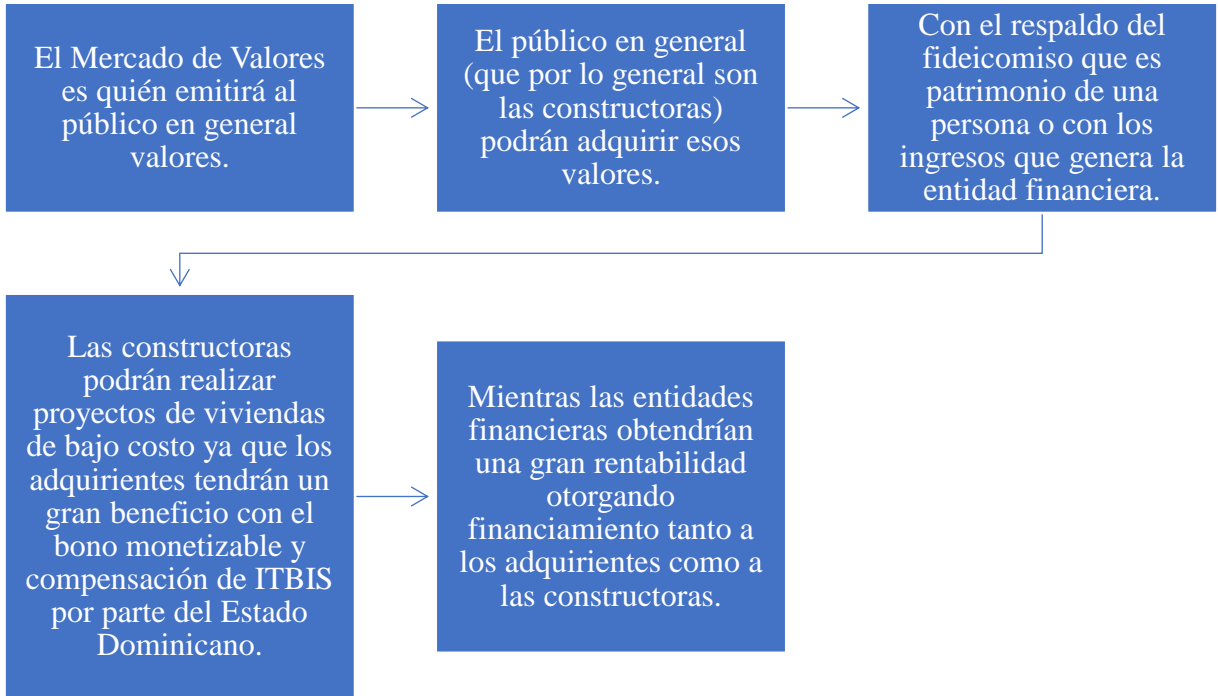 El Mercado de Valores
es quién emitirá al
público en general
valores.
El público en general
(que por lo general son
las constructoras)
podrán adquirir esos
valores.
Con el respaldo del
fideicomiso que es
patrimonio de una
persona o con los
ingresos que genera la
entidad financiera.
Las constructoras
podrán realizar
proyectos de viviendas
de bajo costo ya que los
adquirientes tendrán un
gran beneficio con el
bono monetizable y
compensación de ITBIS
por parte del Estado
Dominicano.
Mientras las entidades
financieras obtendrían
una gran rentabilidad
otorgando
financiamiento tanto a
los adquirientes como a
las constructoras.